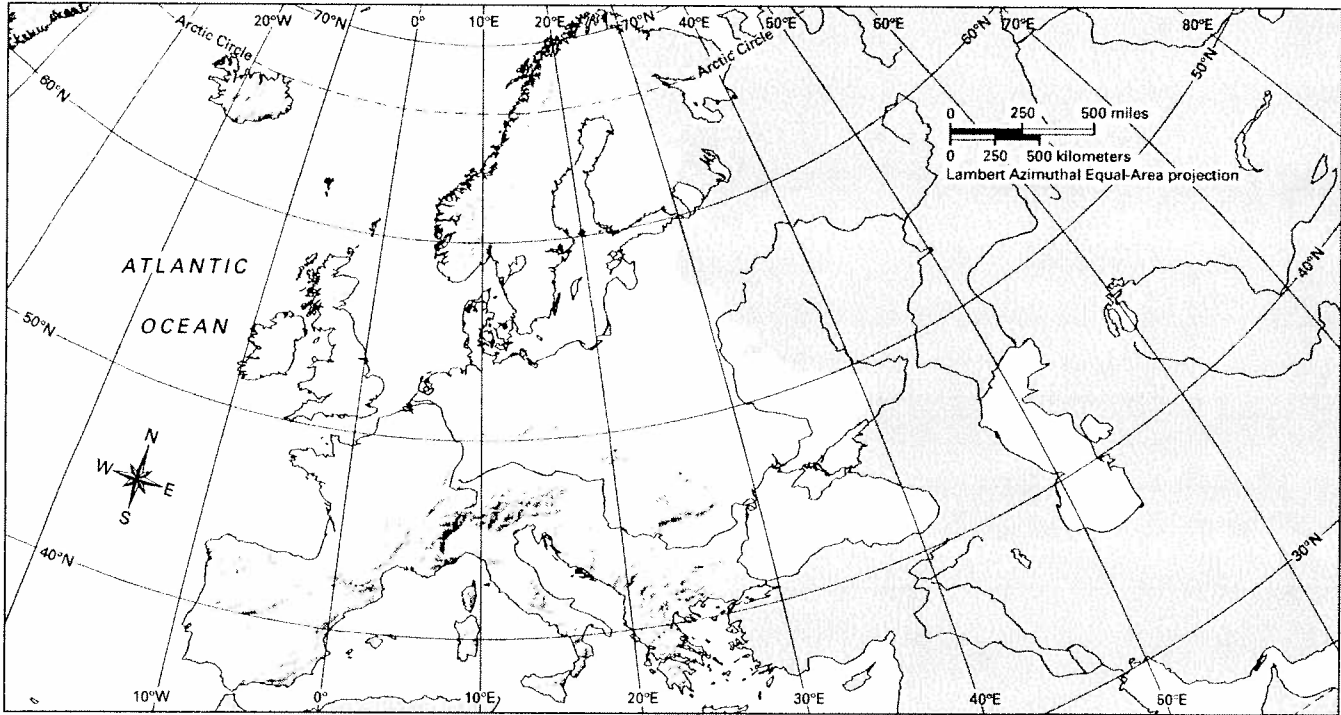 20°W 70°N 0° 10°E 20°E 70°N 40°E 50°E 60°E 60°N 70°E 80°E
Arctic Circle
Arctic Circle
60°N
50°N
0 250 500 miles
0 250 500 kilometers
Lambert Azimuthal Equal-Area projection
ATLANTIC
OCEAN
50°N
40°N
N
W E
S
40°N
30°N
10°W 0° 10°E 20°E 30°E 40°E 50°E